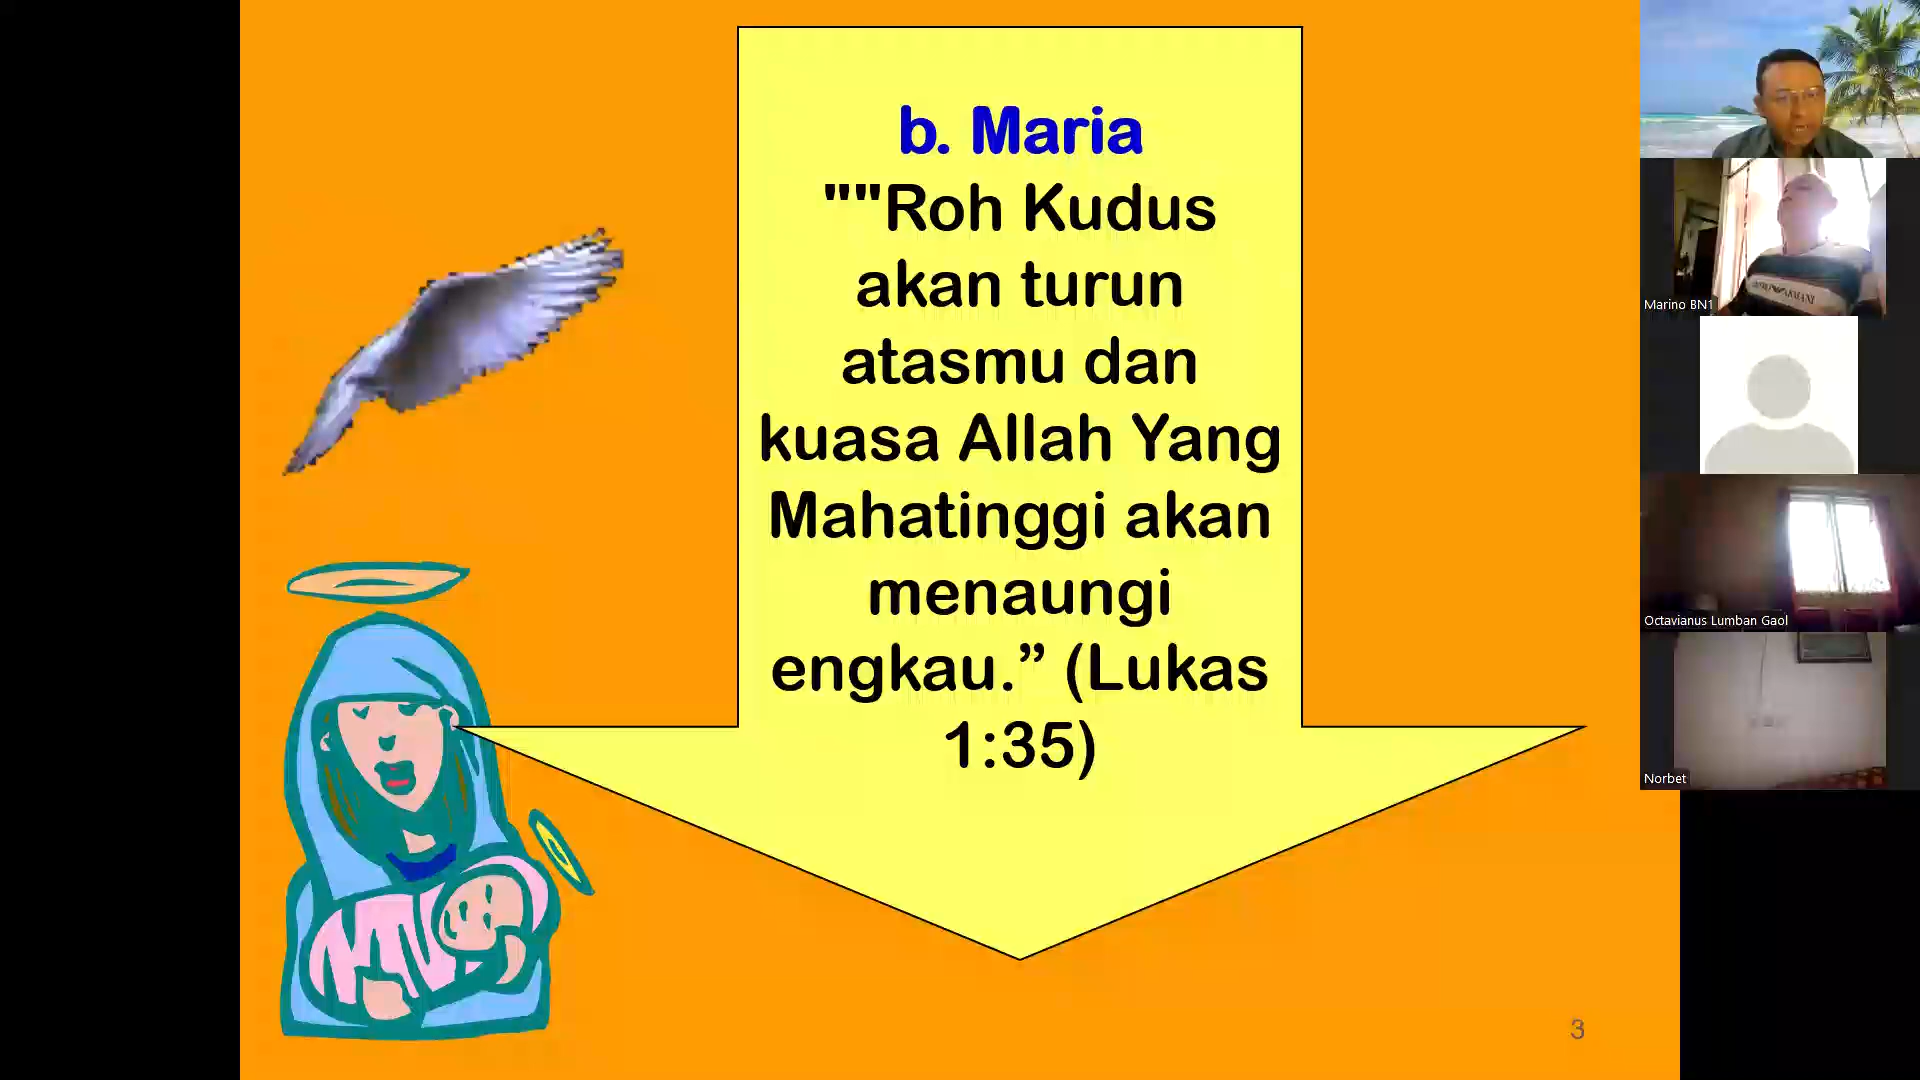 b. Maria
""Roh Kudus
akan turun
atasmu dan
kuasa Allah Yang
Mahatinggi akan
menaungi
engkau.” (Lukas
1:35)
3
Marino BN1
Octavianus Lumban Gaol
Norbet